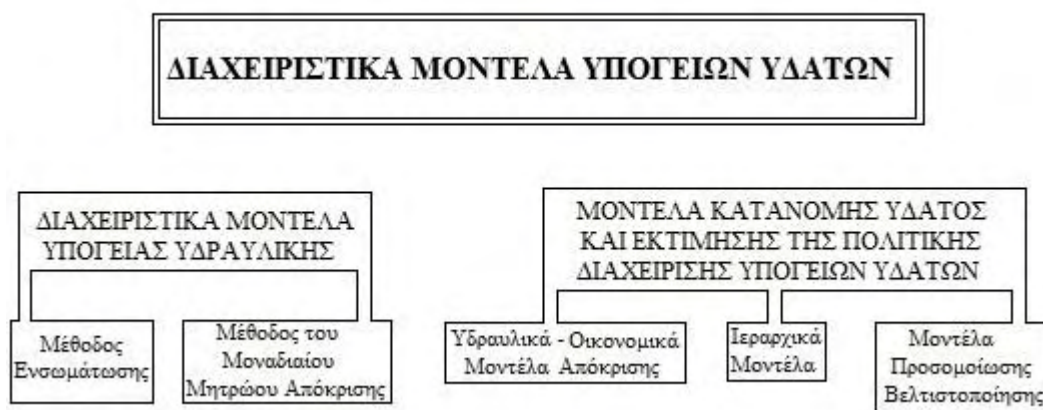 ΔΙΑΧΕΙΡΙΣΤΙΚΑ ΜΟΝΤΕΛΑ ΥΠΟΓΕΙΩΝ ΥΔΑΤΩΝ
ΔΙΑΧΕΙΡΙΣΤΙΚΑ ΜΟΝΤΕΛΑ
ΥΠΟΓΕΙΑΣ ΥΔΡΑΥΛΙΚΗΣ
ΜΟΝΤΕΛΑ ΚΑΤΑΝΟΜΗΣ ΥΔΑΤΟΣ
ΚΑΙ ΕΚΤΙΜΗΣΗΣ ΤΗΣ ΠΟΛΙΤΙΚΗΣ
ΔΙΑΧΕΙΡΙΣΗΣ ΥΠΟΓΕΙΩΝ ΥΔΑΤΩΝ
Μέθοδος
Ενσωμάτωσης
Μέθοδος του
Μοναδιαίου
Μητρώου Απόκρισης
Υδραυλικά - Οικονομικά
Μοντέλα Απόκρισης
Ιεραρχικά
Μοντέλα
Μοντέλα
Προσομοίωσης
Βελτιστοποίησης